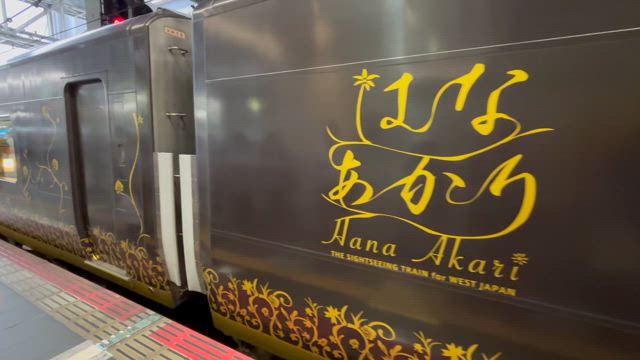 はな
あかり
Hana Akari
THE SIGHTSEEING TRAIN for WEST JAPAN